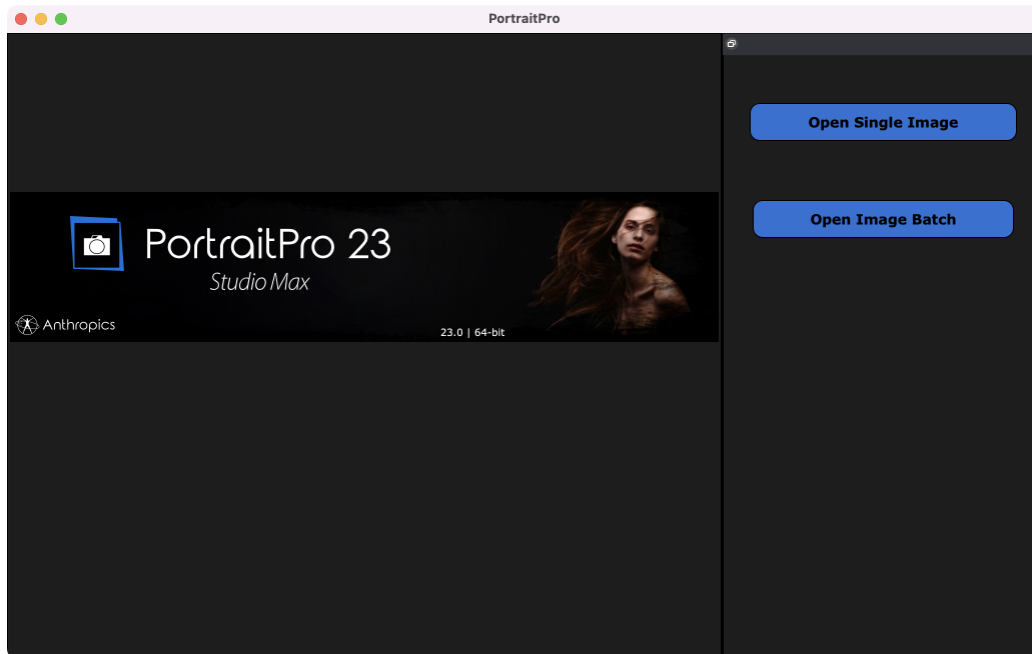 PortraitPro
Open Single Image
Open Image Batch
PortraitPro 23
Studio Max
Anthropics
23.0 | 64-bit